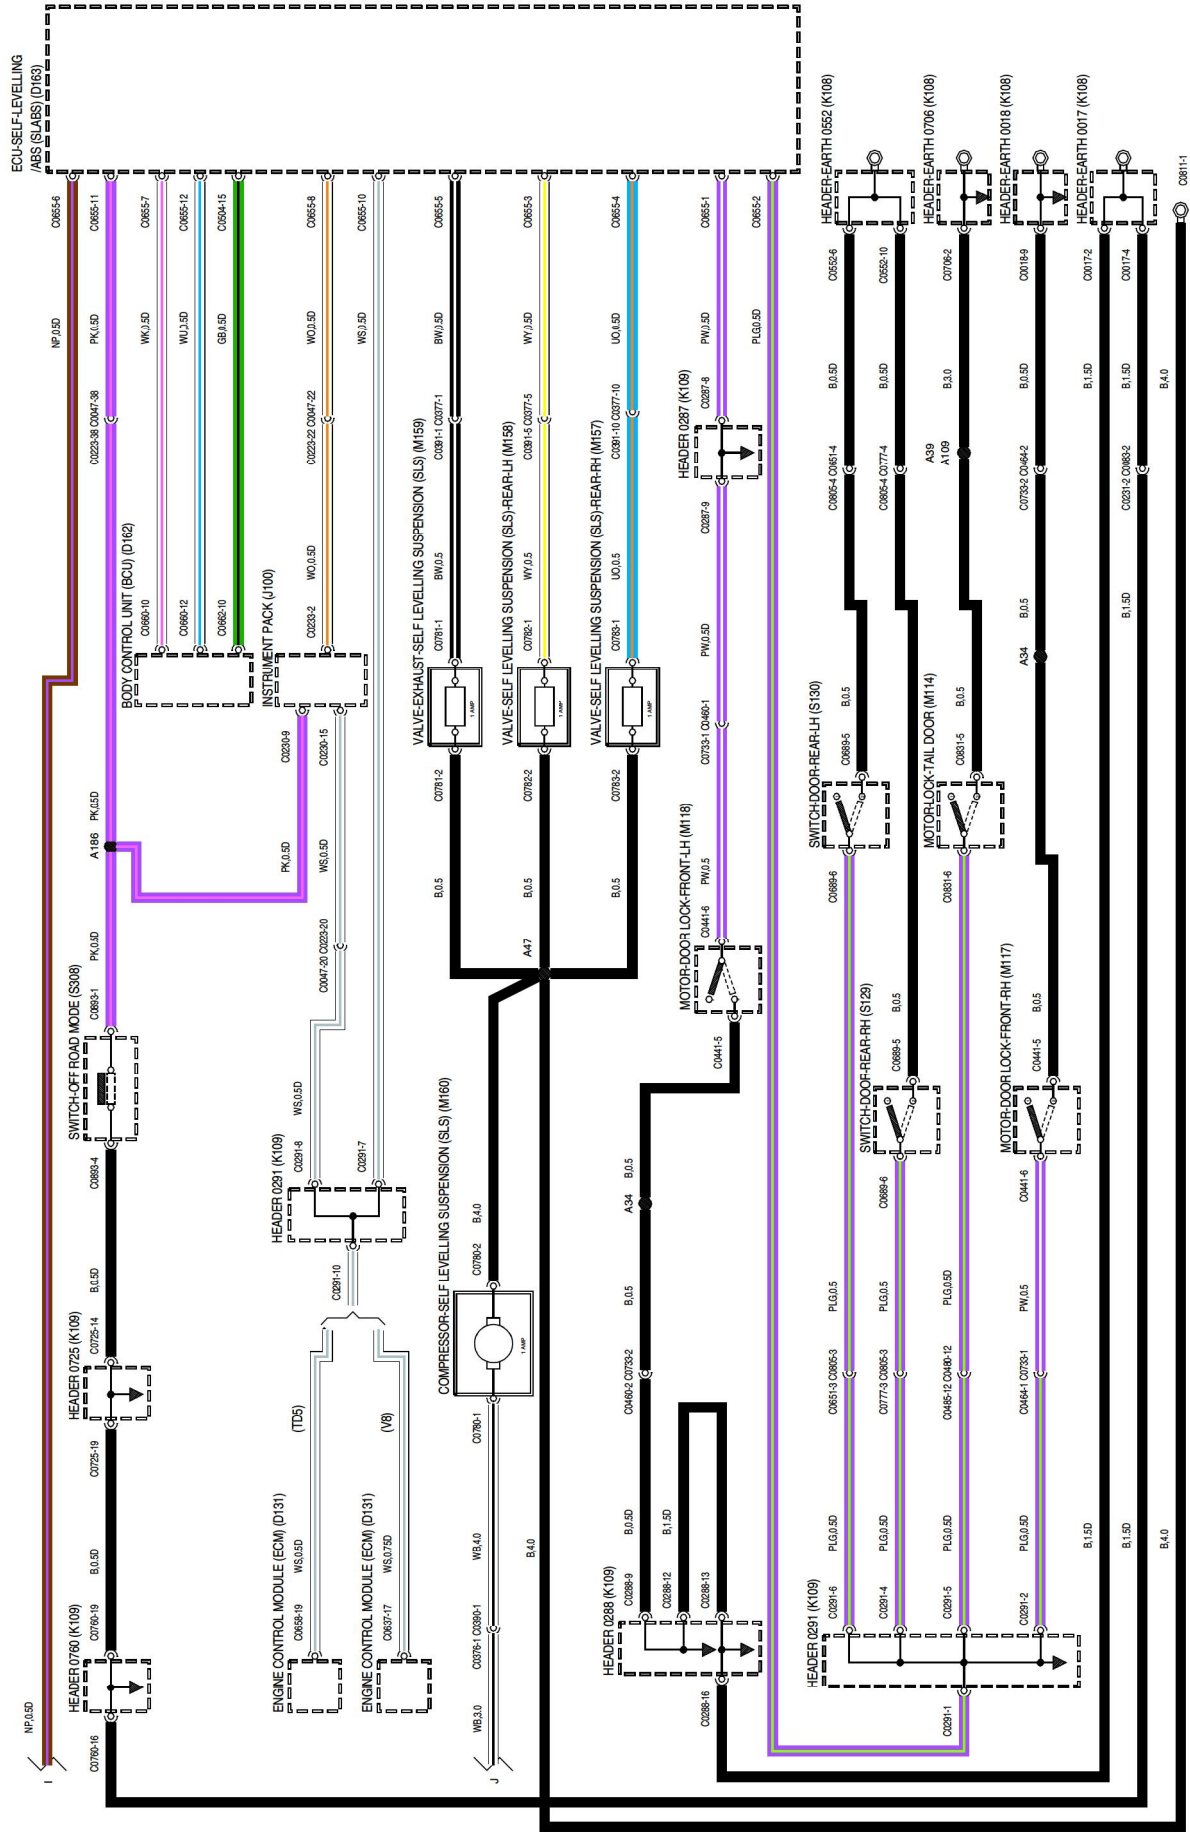 ECU-SELF-LEVELLING
/ABS (SLABS) (D163)
C0655-6
C0655-11
C0655-7
C0655-12
C0504-15
C0655-8
C0655-10
C0655-5
C0655-3
C0655-4
C0655-1
C0655-2
NP,0.5D
PK,0.5D
WK,0.5D
WU,0.5D
GB,0.5D
WO,0.5D
WS,0.5D
BW,0.5D
WY,0.5D
UO,0.5D
PW,0.5D
PLG,0.5D
C0223-38 C0047-38
C0223-22 C0047-22
C0391-1 C0377-1
C0391-5 C0377-5
C0391-10 C0377-10
C0287-8
HEADER 0287 (K109)
C0287-9
BODY CONTROL UNIT (BCU) (D162)
C0660-10
C0660-12
C0662-10
INSTRUMENT PACK (J100)
WO,0.5D
C0233-2
C0230-9
C0230-15
VALVE-EXHAUST-SELF LEVELLING SUSPENSION (SLS) (M159)
BW,0.5
C0781-1
1 AMP
C0781-2
VALVE-SELF LEVELLING SUSPENSION (SLS)-REAR-LH (M158)
WY,0.5
C0782-1
1 AMP
C0782-2
VALVE-SELF LEVELLING SUSPENSION (SLS)-REAR-RH (M157)
UO,0.5
C0783-1
1 AMP
C0783-2
PW,0.5D
C0733-1 C0460-1
PW,0.5
C0441-6
MOTOR-DOOR LOCK-FRONT-LH (M118)
C0441-5
PK,0.5D
A186
PK,0.5D
PK,0.5D
WS,0.5D
C0047-20 C0223-20
WS,0.5D
B,0.5
B,0.5
B,0.5
A47
C0893-1
SWITCH-OFF ROAD MODE (S308)
C0893-4
B,0.5D
C0725-14
HEADER 0725 (K109)
C0725-19
B,0.5D
C0760-19
HEADER 0760 (K109)
C0760-16
NP,0.5D
I
C0291-8
C0291-7
HEADER 0291 (K109)
C0291-10
(TD5)
(V8)
ENGINE CONTROL MODULE (ECM) (D131)
WS,0.5D
C0658-19
ENGINE CONTROL MODULE (ECM) (D131)
WS,0.75D
C0637-17
COMPRESSOR-SELF LEVELLING SUSPENSION (SLS) (M160)
B,4.0
C0780-2
1 AMP
C0780-1
WB,4.0
C0376-1 C0390-1
WB,3.0
J
B,4.0
B,0.5
A34
B,0.5
C0460-2 C0733-2
B,0.5D
B,1.5D
C0288-9
C0288-12
C0288-13
HEADER 0288 (K109)
C0288-16
HEADER-EARTH 0552 (K108)
C0552-6
C0552-10
HEADER-EARTH 0706 (K108)
C0706-2
HEADER-EARTH 0018 (K108)
C0018-9
HEADER-EARTH 0017 (K108)
C0017-2
C0017-4
C0811-1
B,0.5D
B,0.5D
B,3.0
B,0.5D
B,1.5D
B,1.5D
B,4.0
C0805-4 C0651-4
C0805-4 C0777-4
A39
A109
C0733-2 C0464-2
C0231-2 C0083-2
B,0.5
A34
B,1.5D
SWITCH-DOOR-REAR-LH (S130)
B,0.5
C0689-5
C0689-6
MOTOR-LOCK-TAIL DOOR (M114)
B,0.5
C0831-5
C0831-6
SWITCH-DOOR-REAR-RH (S129)
B,0.5
C0689-5
C0689-6
MOTOR-DOOR LOCK-FRONT-RH (M117)
B,0.5
C0441-5
C0441-6
PLG,0.5
PLG,0.5
PLG,0.5D
PW,0.5
C0651-3 C0805-3
C0777-3 C0805-3
C0485-12 C0480-12
C0464-1 C0733-1
PLG,0.5D
PLG,0.5D
PLG,0.5D
PLG,0.5D
B,1.5D
B,1.5D
B,4.0
C0291-6
C0291-4
C0291-5
C0291-2
HEADER 0291 (K109)
C0291-1